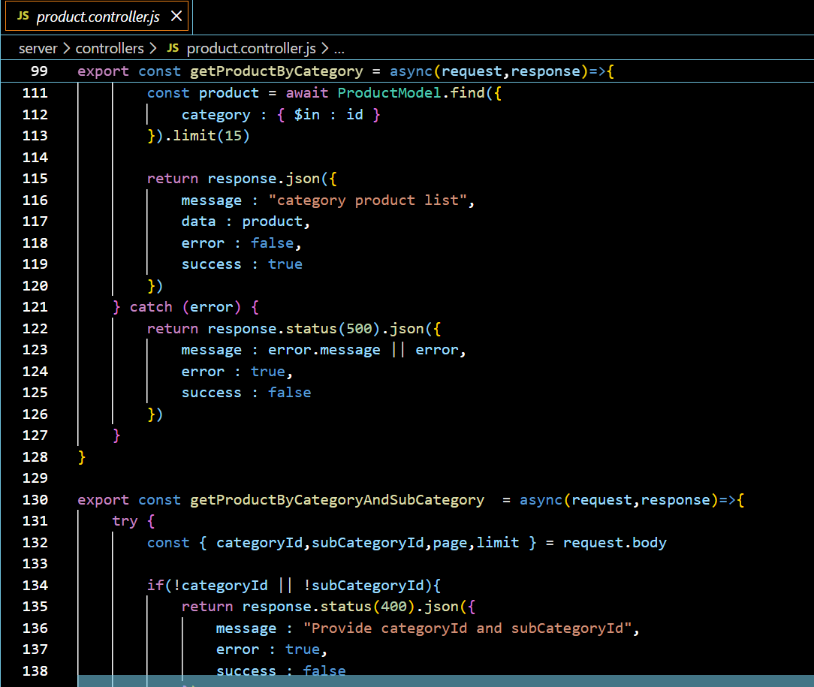 JS product.controller.js ×
server > controllers > JS product.controller.js > ...
99 export const getProductByCategory = async(request,response)=>{
111 const product = await ProductModel.find({
112 category : { $in : id }
113 }).limit(15)
114
115 return response.json({
116 message : "category product list",
117 data : product,
118 error : false,
119 success : true
120 })
121 } catch (error) {
122 return response.status(500).json({
123 message : error.message || error,
124 error : true,
125 success : false
126 })
127 }
128 }
129
130 export const getProductByCategoryAndSubCategory  = async(request,response)=>{
131 try {
132 const { categoryId,subCategoryId,page,limit } = request.body
133
134 if(!categoryId || !subCategoryId){
135 return response.status(400).json({
136 message : "Provide categoryId and subCategoryId",
137 error : true,
138 success : false